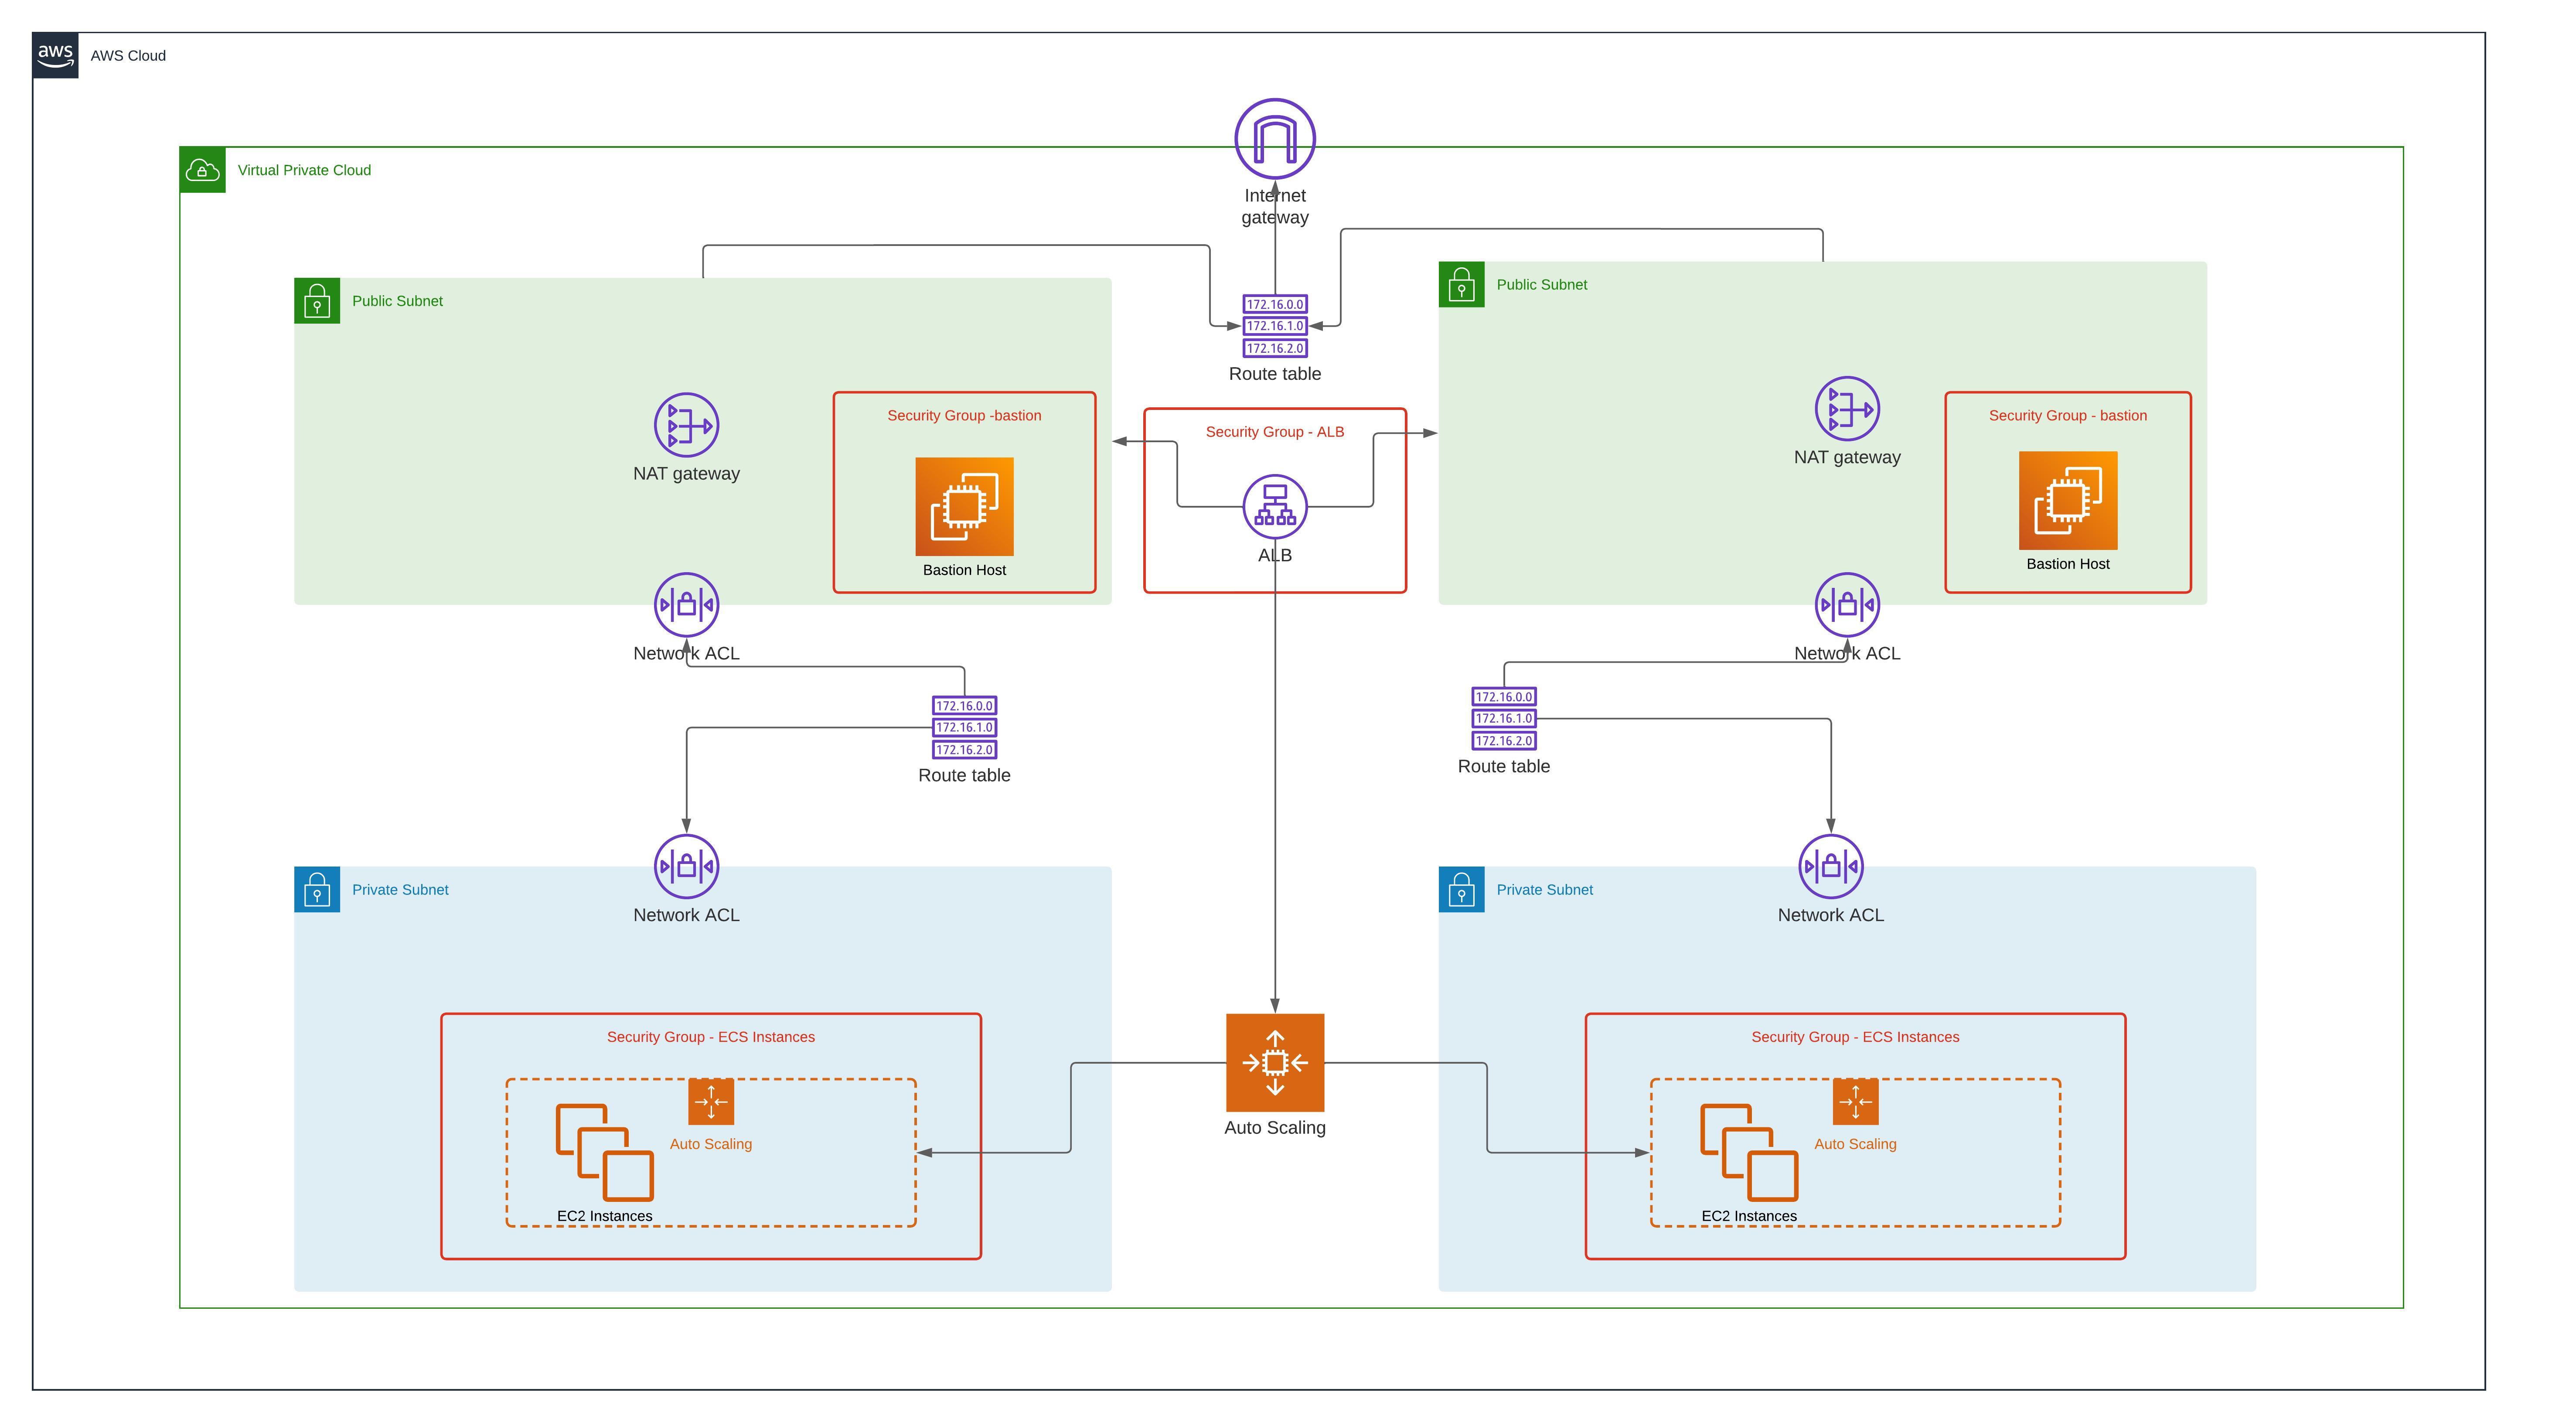 aws
AWS Cloud
Virtual Private Cloud
Internet
gateway
Public Subnet
Public Subnet
172.16.0.0
172.16.1.0
172.16.2.0
Route table
NAT gateway
Security Group -bastion
Bastion Host
Security Group - ALB
ALB
NAT gateway
Security Group - bastion
Bastion Host
Network ACL
Network ACL
172.16.0.0
172.16.1.0
172.16.2.0
Route table
172.16.0.0
172.16.1.0
172.16.2.0
Route table
Private Subnet
Network ACL
Private Subnet
Network ACL
Security Group - ECS Instances
Auto Scaling
EC2 Instances
Auto Scaling
Security Group - ECS Instances
Auto Scaling
EC2 Instances